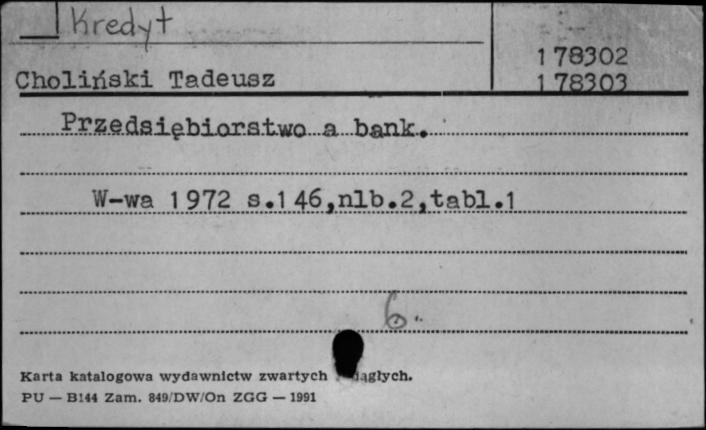 Kredyt
178302
Choliński Tadeusz
178303
Przedsiębiorstwo a bank.
W-wa 1972 s.146,nlb.2,tabl.1
6
Karta katalogowa wydawnictw zwartych
PU — B144 Zam. 849/DW/On ZGG — 1991